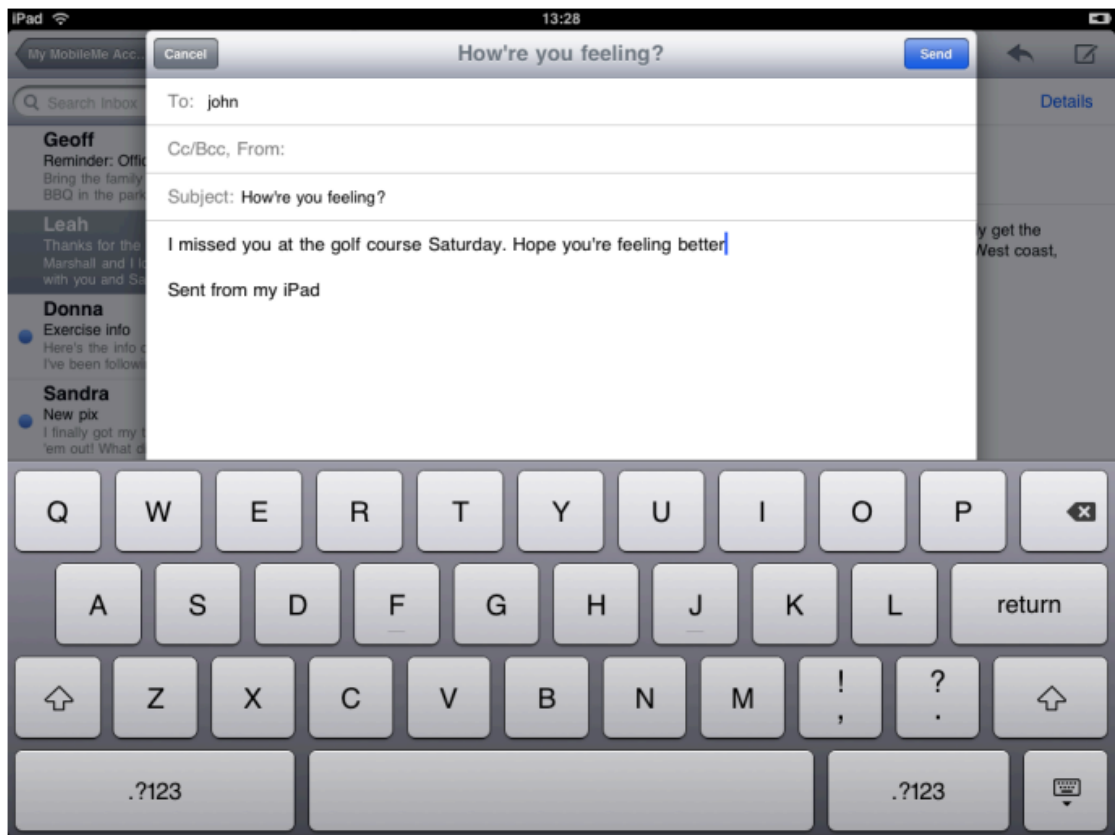 iPad 13:28
My MobileMe Acc...
Cancel How're you feeling? Send
Search Inbox
To: john
Details
Geoff
Reminder:
Bring the family
BBQ in the park
Cc/Bcc, From:
Subject: How're you feeling?
Leah
Thanks for the
Marshall and I
with you and
I missed you at the golf course Saturday. Hope you're feeling better
Sent from my iPad
get the
West coast,
Donna
Exercise info
Here's the info
I've been
Sandra
New pix
I finally got my
'em out! What
Q W E R T Y U I O P
A S D F G H J K L return
Z X C V B N M ! , ? .
.?123 .?123